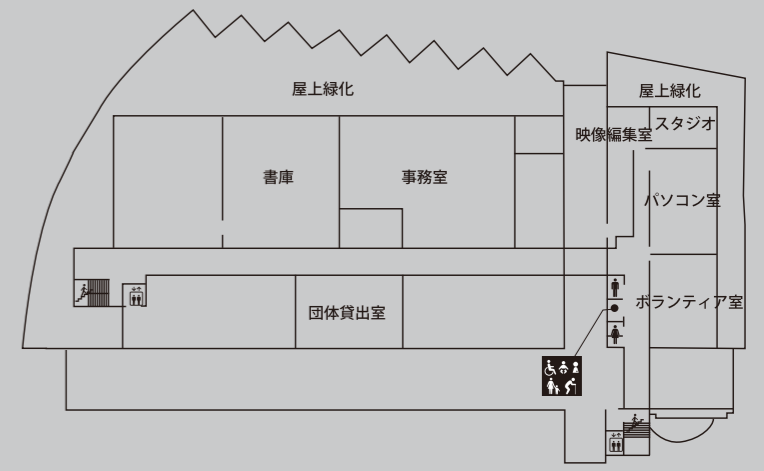 屋上緑化
屋上緑化
映像編集室
スタジオ
書庫
事務室
パソコン室
ボランティア室
団体貸出室